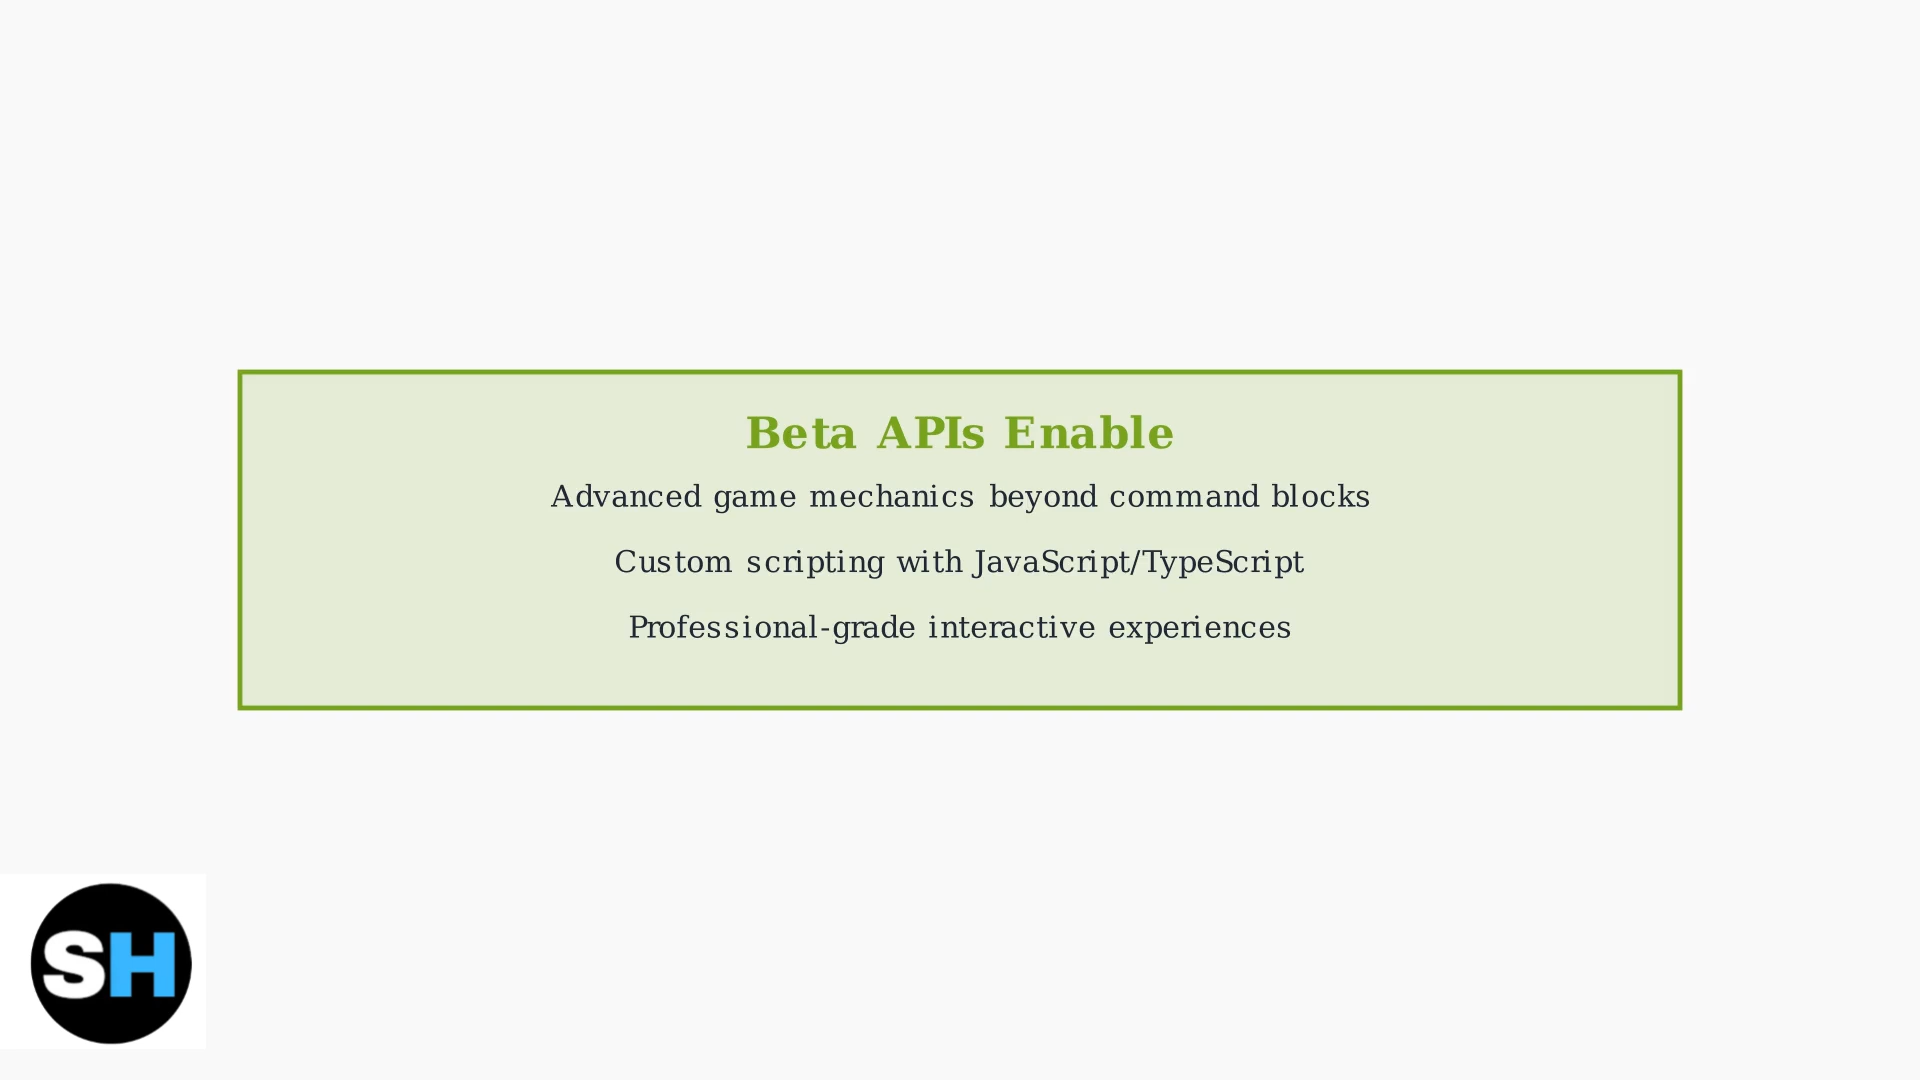 Beta APIs Enable
Advanced game mechanics beyond command blocks
Custom scripting with JavaScript/TypeScript
Professional-grade interactive experiences
SH